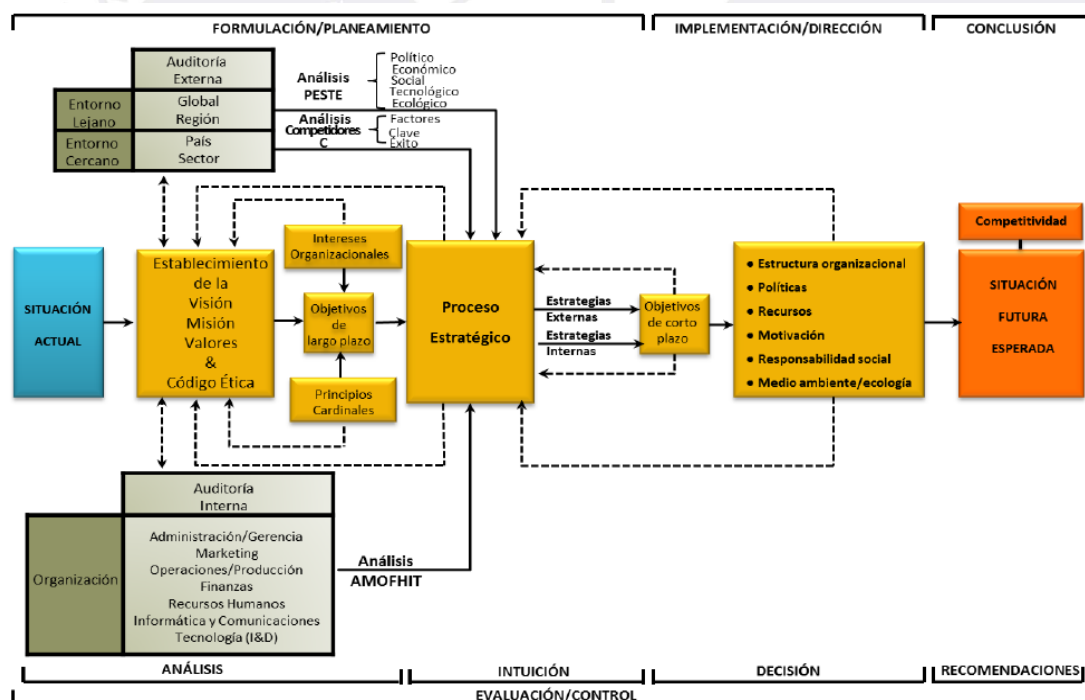 FORMULACIÓN/PLANEAMIENTO
IMPLEMENTACIÓN/DIRECCIÓN
CONCLUSIÓN
Auditoría
Externa
Entorno
Lejano
Global
Región
Entorno
Cercano
País
Sector
Análisis
PESTE
Político
Económico
Social
Tecnológico
Ecológico
Análisis
Competidores
C
Factores
Clave
Éxito
SITUACIÓN
ACTUAL
Establecimiento
de la
Visión
Misión
Valores
&
Código Ética
Intereses
Organizacionales
Objetivos de
largo plazo
Principios
Cardinales
Proceso
Estratégico
Estrategias
Externas
Estrategias
Internas
Objetivos
de corto
plazo
• Estructura organizacional
• Políticas
• Recursos
• Motivación
• Responsabilidad social
• Medio ambiente/ecología
Competitividad
SITUACIÓN
FUTURA
ESPERADA
Auditoría
Interna
Organización
Administración/Gerencia
Marketing
Operaciones/Producción
Finanzas
Recursos Humanos
Informática y Comunicaciones
Tecnología (I&D)
Análisis
AMOFHIT
ANÁLISIS
INTUICIÓN
DECISIÓN
RECOMENDACIONES
EVALUACIÓN/CONTROL